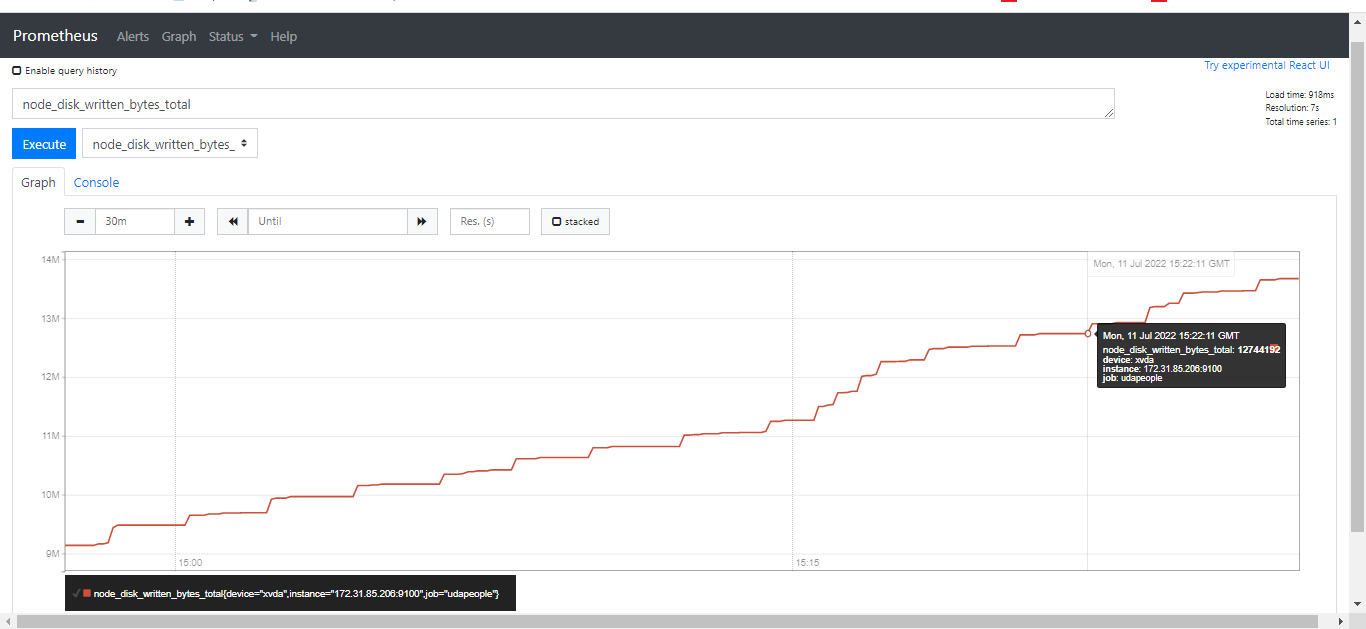 Prometheus Alerts Graph Status Help
Enable query history
Try experimental React UI
node_disk_written_bytes_total
Load time: 918ms
Resolution: 7s
Total time series: 1
Execute node_disk_written_bytes_
Graph Console
30m Until Res. (s) stacked
14M
Mon, 11 Jul 2022 15:22:11 GMT
13M
Mon, 11 Jul 2022 15:22:11 GMT
node_disk_written_bytes_total: 12744192
device: xvda
instance: 172.31.85.206:9100
job: udapeople
12M
11M
10M
9M
15:00 15:15
node_disk_written_bytes_total{device="xvda",instance="172.31.85.206:9100",job="udapeople"}